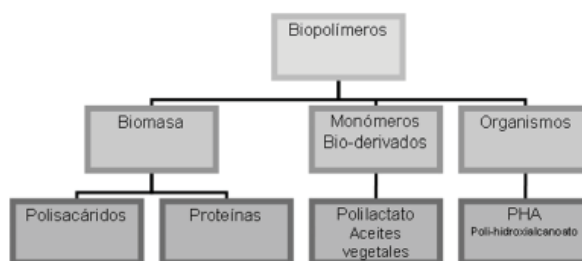 Biopolímeros
Biomasa
Monómeros
Bio-derivados
Organismos
Polisacáridos
Proteínas
Polilactato
Aceites
vegetales
PHA
Poli-hidroxialcanoato